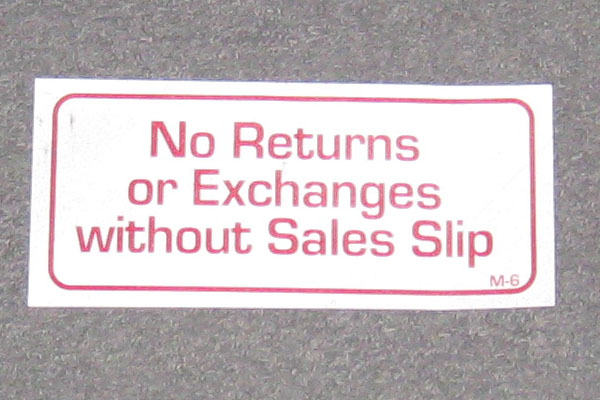 No Returns
or Exchanges
without Sales Slip
M-6